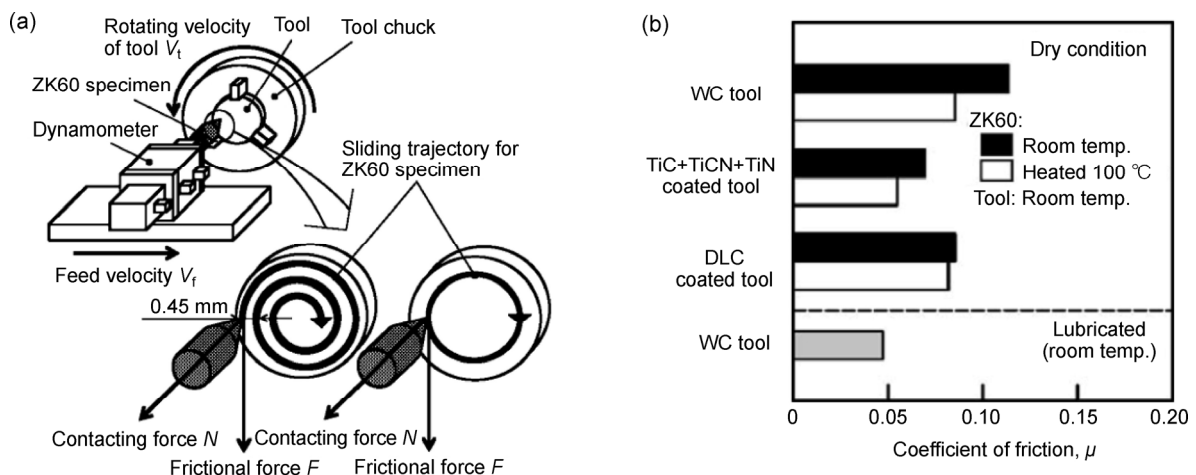 (a)
Rotating velocity
of tool Vt
Tool
Tool chuck
ZK60 specimen
Dynamometer
Sliding trajectory for
ZK60 specimen
Feed velocity Vf
0.45 mm
Contacting force N
Contacting force N
Frictional force F
Frictional force F
(b)
Dry condition
WC tool
ZK60:
Room temp.
Heated 100 ℃
Tool: Room temp.
TiC+TiCN+TiN
coated tool
DLC
coated tool
WC tool
Lubricated
(room temp.)
0
0.05
0.10
0.15
0.20
Coefficient of friction, μ